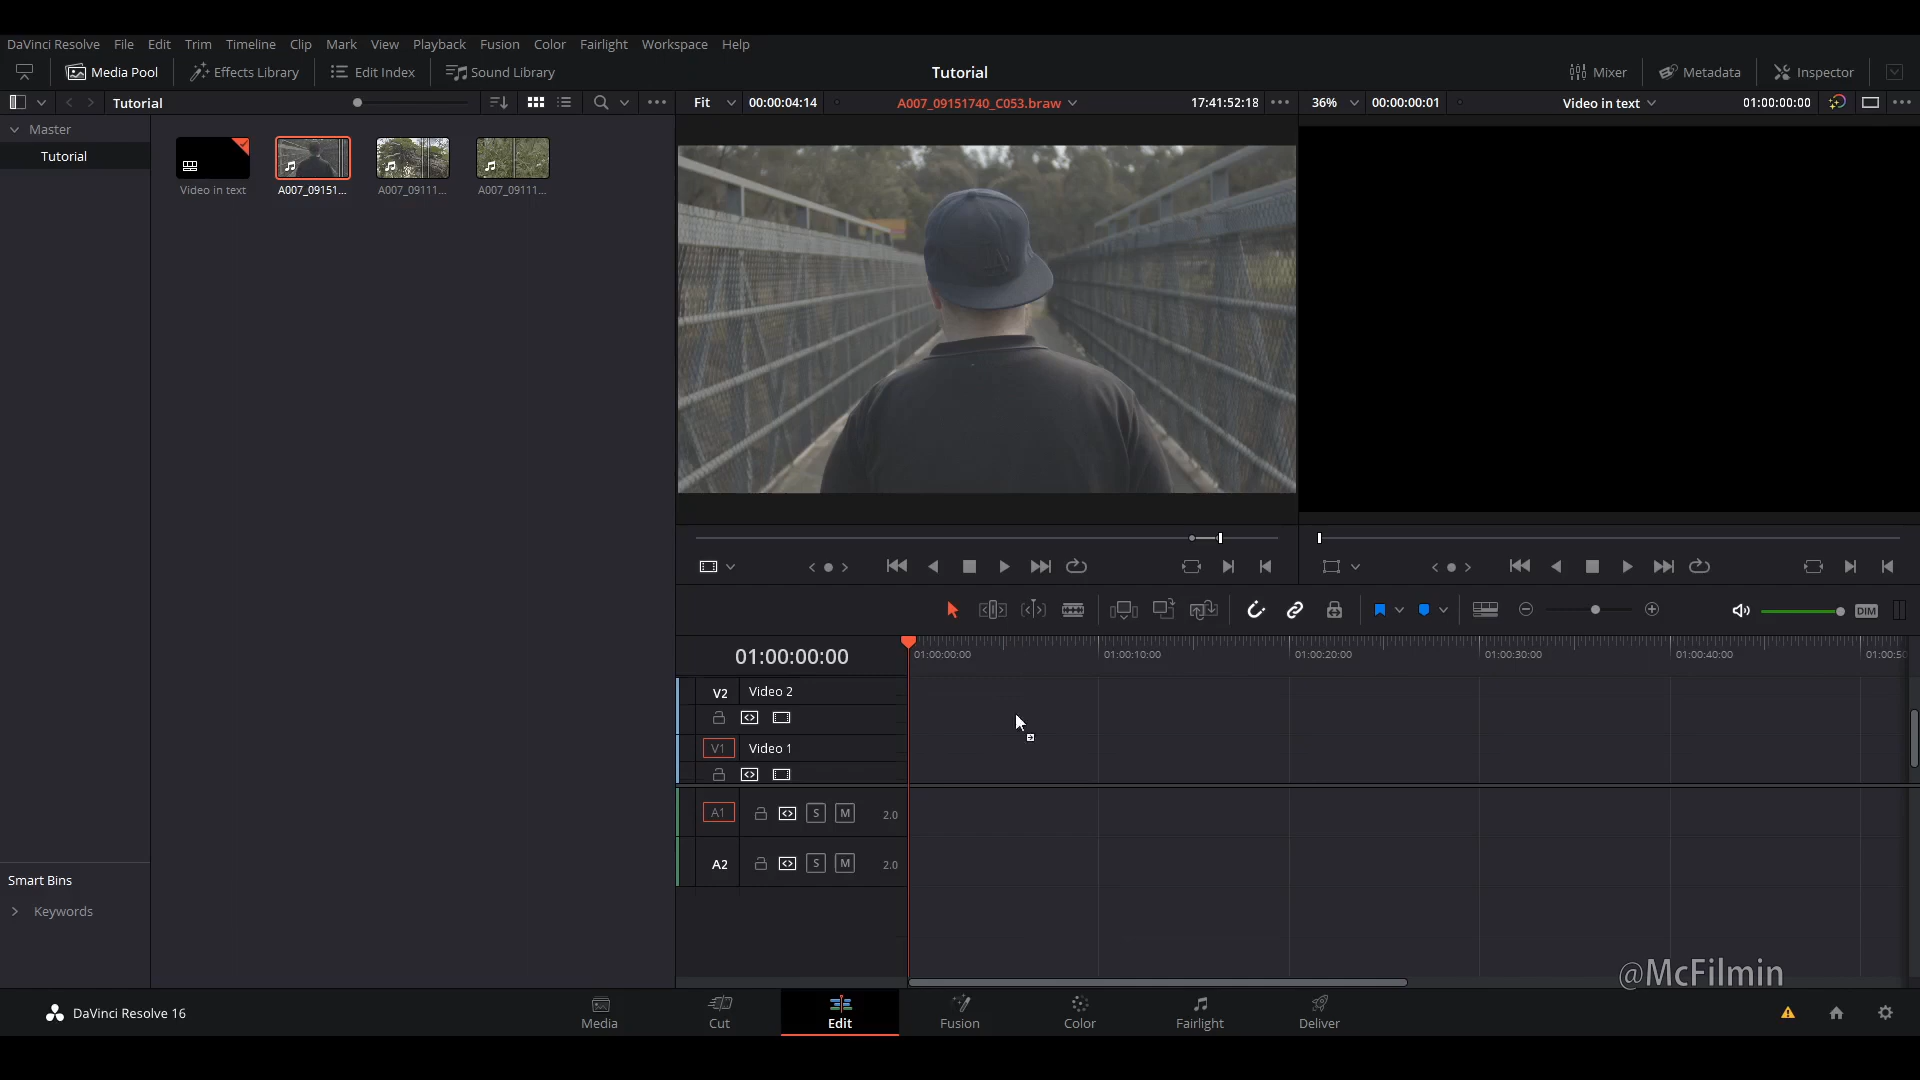 DaVinci Resolve File Edit Trim Timeline Clip Mark View Playback Fusion Color Fairlight Workspace Help
Media Pool Effects Library Edit Index Sound Library Tutorial Mixer Metadata Inspector
Tutorial Fit 00:00:04:14 A007_09151740_C053.braw 17:41:52:18 36% 00:00:00:01 Video in text 01:00:00:00
Master
Tutorial
Video in text A007_09151... A007_09111... A007_09111...
DIM
01:00:00:00 01:00:00:00 01:00:10:00 01:00:20:00 01:00:30:00 01:00:40:00 01:00:50
V2 Video 2
V1 Video 1
A1 S M 2.0
A2 S M 2.0
Smart Bins
Keywords
@McFilmin
DaVinci Resolve 16 Media Cut Edit Fusion Color Fairlight Deliver